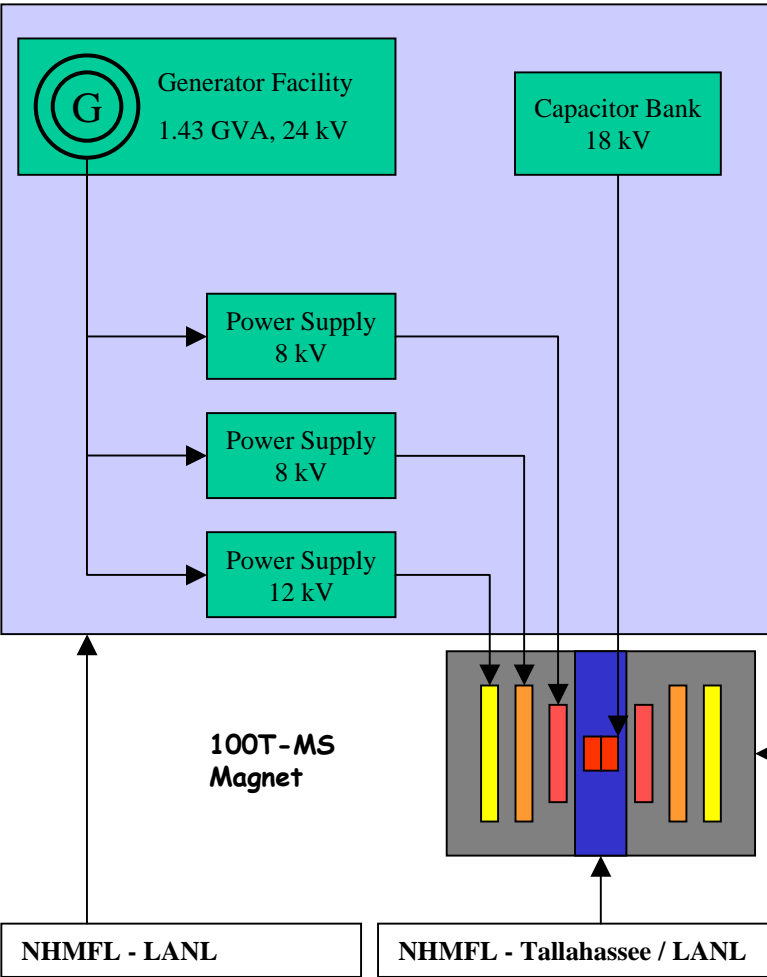 G
Generator Facility
1.43 GVA, 24 kV
Capacitor Bank
18 kV
Power Supply
8 kV
Power Supply
8 kV
Power Supply
12 kV
100T-MS
Magnet
NHMFL - LANL
NHMFL - Tallahassee / LANL